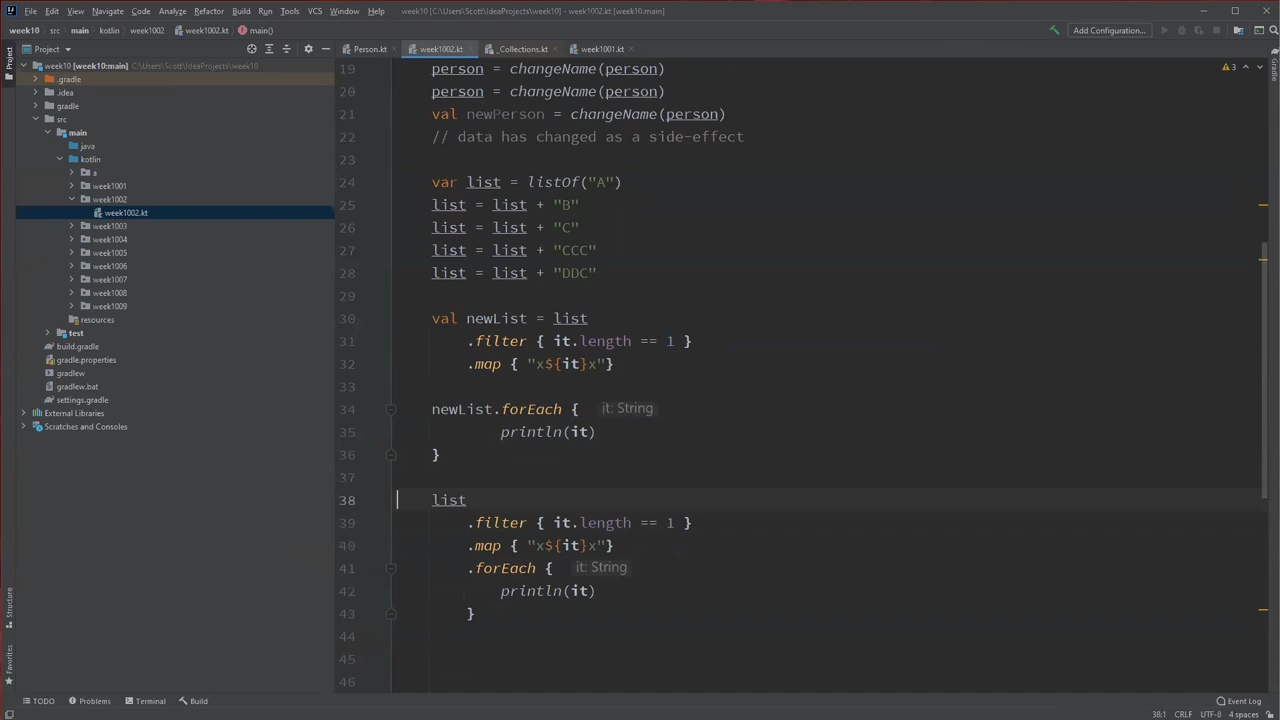 File Edit View Navigate Code Analyze Refactor Build Run Tools VCS Window Help week10 [C:\Users\Scott\IdeaProjects\week10] - week1002.kt [week10.main]
week10 src main kotlin week1002 week1002.kt main() Add Configuration...
Project Person.kt week1002.kt _Collections.kt week1001.kt
Project
Structure
Favorites
Gradle
week10 [week10:main] C:\Users\Scott\IdeaProjects\week10
.gradle
.idea
gradle
src
main
java
kotlin
a
week1001
week1002
week1002.kt
week1003
week1004
week1005
week1006
week1007
week1008
week1009
resources
test
build.gradle
gradle.properties
gradlew
gradlew.bat
settings.gradle
External Libraries
Scratches and Consoles
19 person = changeName(person) 3
20 person = changeName(person)
21 val newPerson = changeName(person)
22 // data has changed as a side-effect
23
24 var list = listOf("A")
25 list = list + "B"
26 list = list + "C"
27 list = list + "CCC"
28 list = list + "DDC"
29
30 val newList = list
31 .filter { it.length == 1 }
32 .map { "x${it}x"}
33
34 newList.forEach { it: String
35 println(it)
36 }
37
38 list
39 .filter { it.length == 1 }
40 .map { "x${it}x"}
41 .forEach { it: String
42 println(it)
43 }
44
45
46
TODO Problems Terminal Build Event Log
38:1 CRLF UTF-8 4 spaces